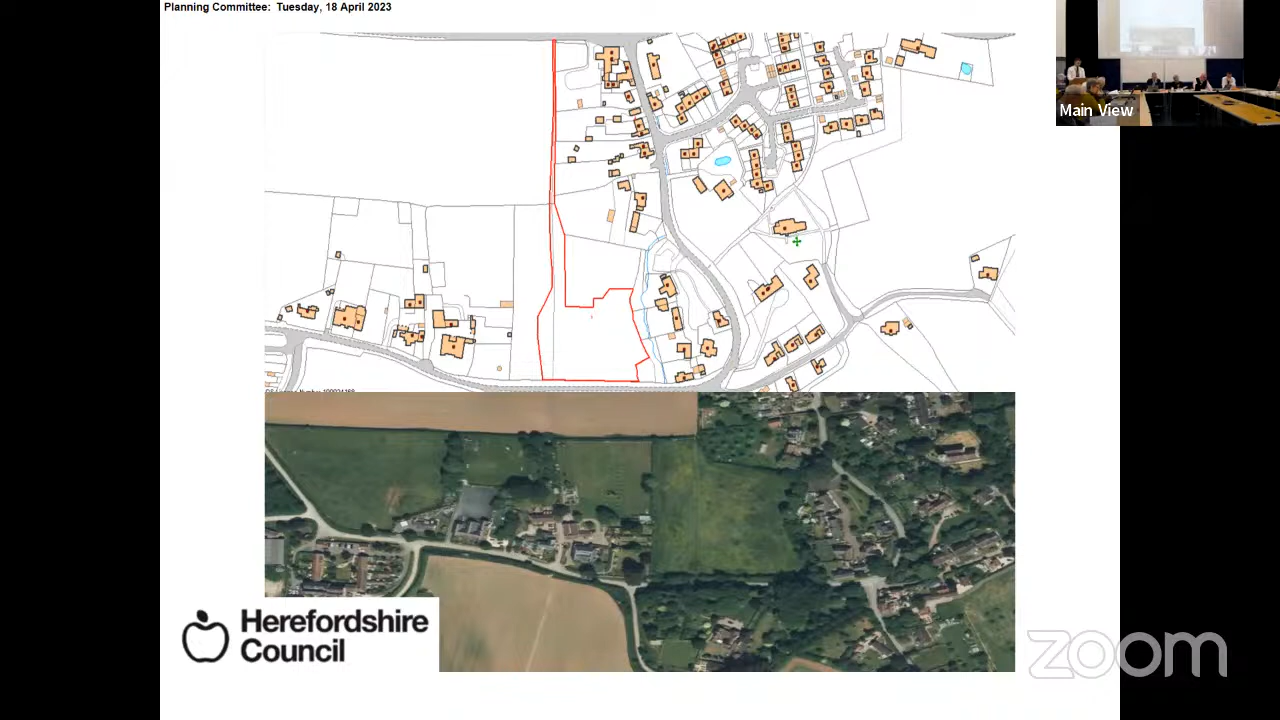 Planning Committee: Tuesday, 18 April 2023
Main View
Herefordshire
Council
zoom